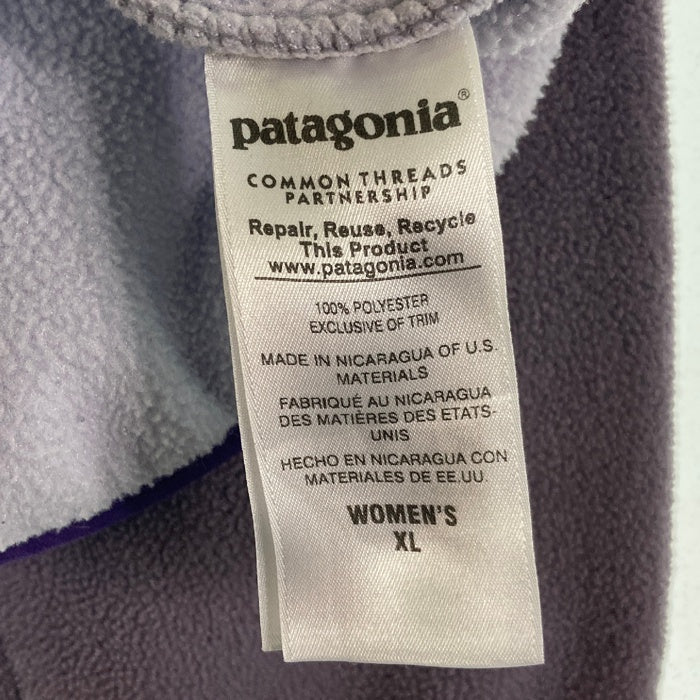 patagonia®
COMMON THREADS
PARTNERSHIP
Repair, Reuse, Recycle
This Product
www.patagonia.com
100% POLYESTER
EXCLUSIVE OF TRIM
MADE IN NICARAGUA OF U.S.
MATERIALS
FABRIQUÉ AU NICARAGUA
DES MATIÈRES DES ETATS-
UNIS
HECHO EN NICARAGUA CON
MATERIALES DE EE.UU.
WOMEN'S
XL